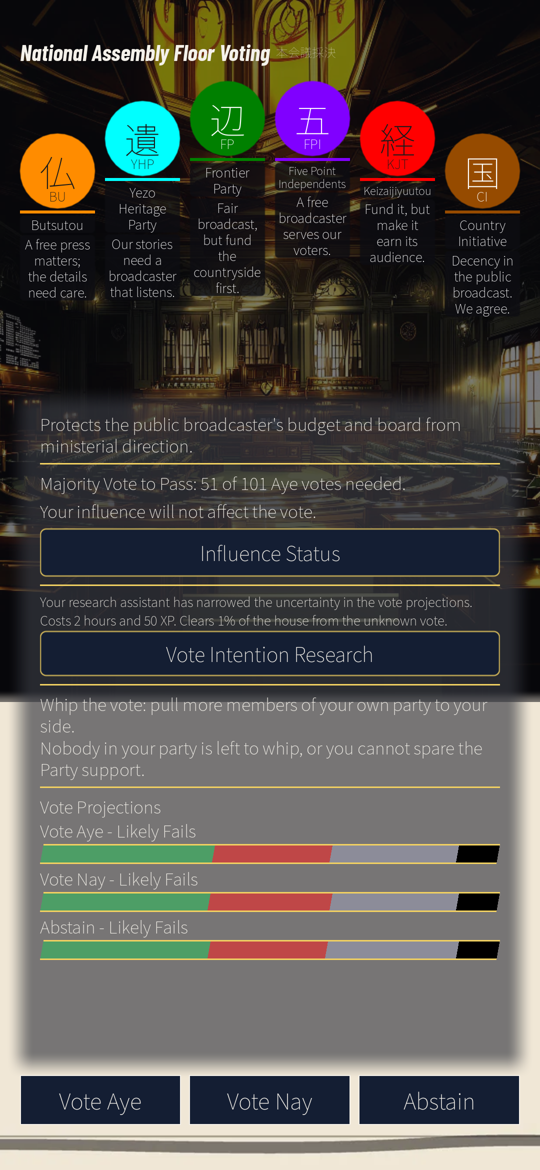 National Assembly Floor Voting 本会議採決
仏
BU
遺
YHP
辺
FP
五
FPI
経
KJT
国
CI
Butsutou
A free press
matters;
the details
need care.
Yezo
Heritage
Party
Our stories
need a
broadcaster
that listens.
Frontier
Party
Fair
broadcast,
but fund
the
countryside
first.
Five Point
Independents
A free
broadcaster
serves our
voters.
Keizaijiyuutou
Fund it, but
make it
earn its
audience.
Country
Initiative
Decency in
the public
broadcast.
We agree.
Protects the public broadcaster's budget and board from
ministerial direction.
Majority Vote to Pass: 51 of 101 Aye votes needed.
Your influence will not affect the vote.
Influence Status
Your research assistant has narrowed the uncertainty in the vote projections.
Costs 2 hours and 50 XP. Clears 1% of the house from the unknown vote.
Vote Intention Research
Whip the vote: pull more members of your own party to your
side.
Nobody in your party is left to whip, or you cannot spare the
Party support.
Vote Projections
Vote Aye - Likely Fails
Vote Nay - Likely Fails
Abstain - Likely Fails
Vote Aye
Vote Nay
Abstain